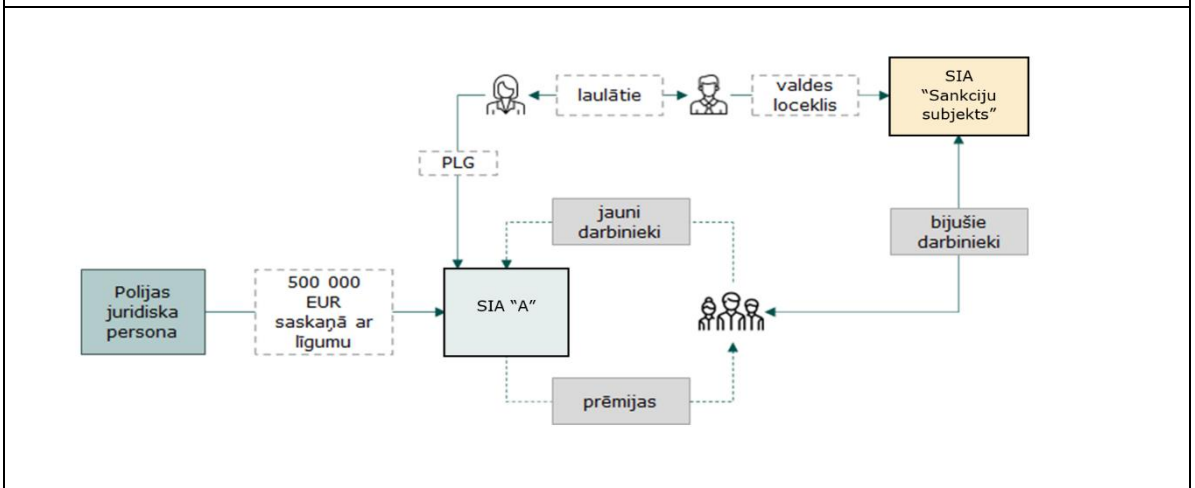 laulātie
valdes
loceklis
SIA
“Sankciju
subjekts”
PLG
jauni
darbinieki
bijušie
darbinieki
Polijas
juridiska
persona
500 000
EUR
saskaņā ar
līgumu
SIA “A”
prēmijas